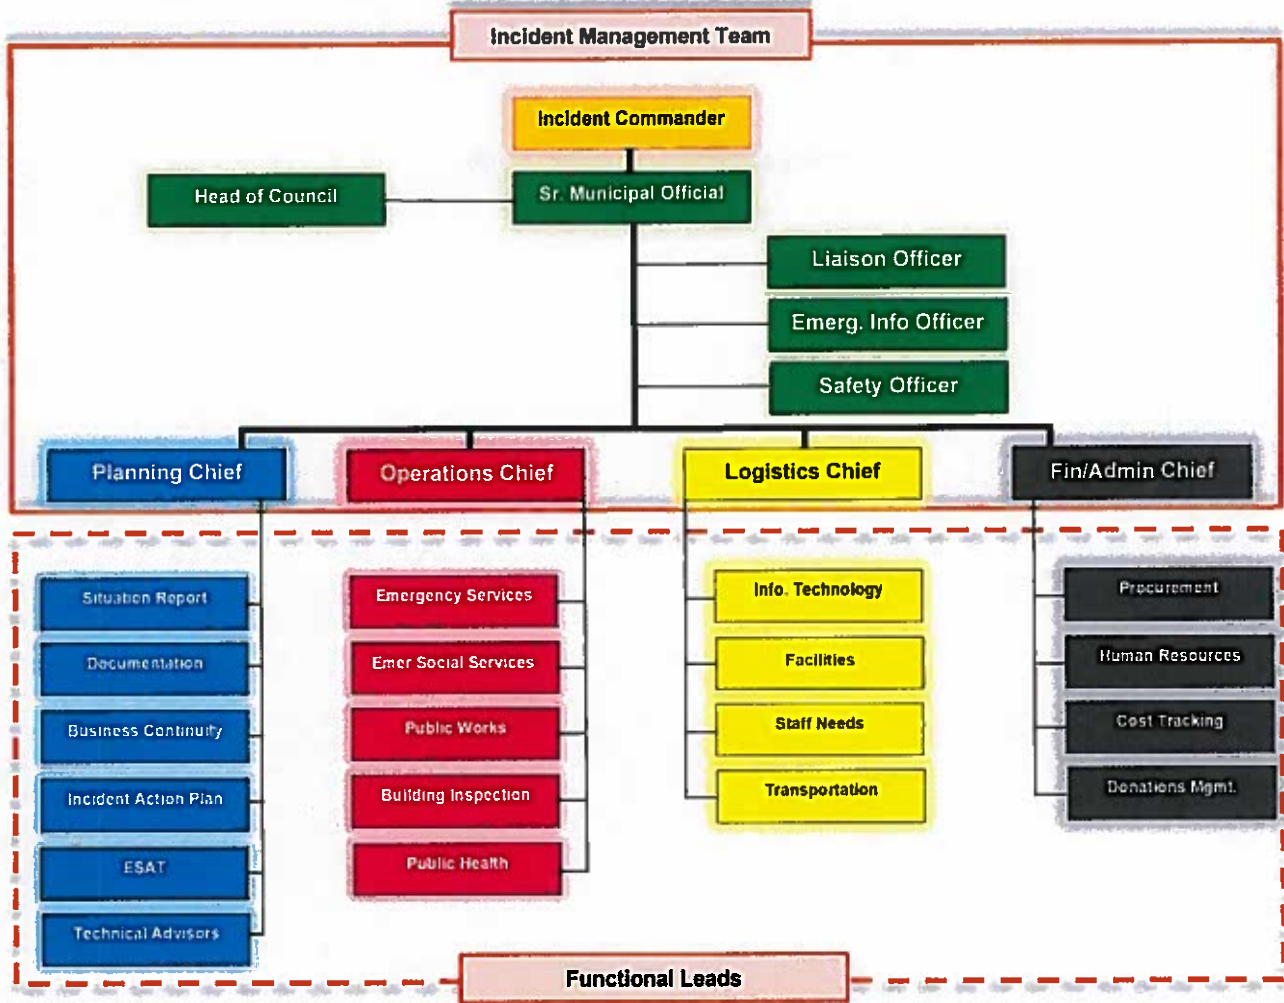 Incident Management Team
Incident Commander
Head of Council
Sr. Municipal Official
Liaison Officer
Emerg. Info Officer
Safety Officer
Planning Chief
Operations Chief
Logistics Chief
Fin/Admin Chief
Situation Report
Documentation
Business Continuity
Incident Action Plan
ESAT
Technical Advisors
Emergency Services
Emer Social Services
Public Works
Building Inspection
Public Health
Info. Technology
Facilities
Staff Needs
Transportation
Procurement
Human Resources
Cost Tracking
Donations Mgmt.
Functional Leads